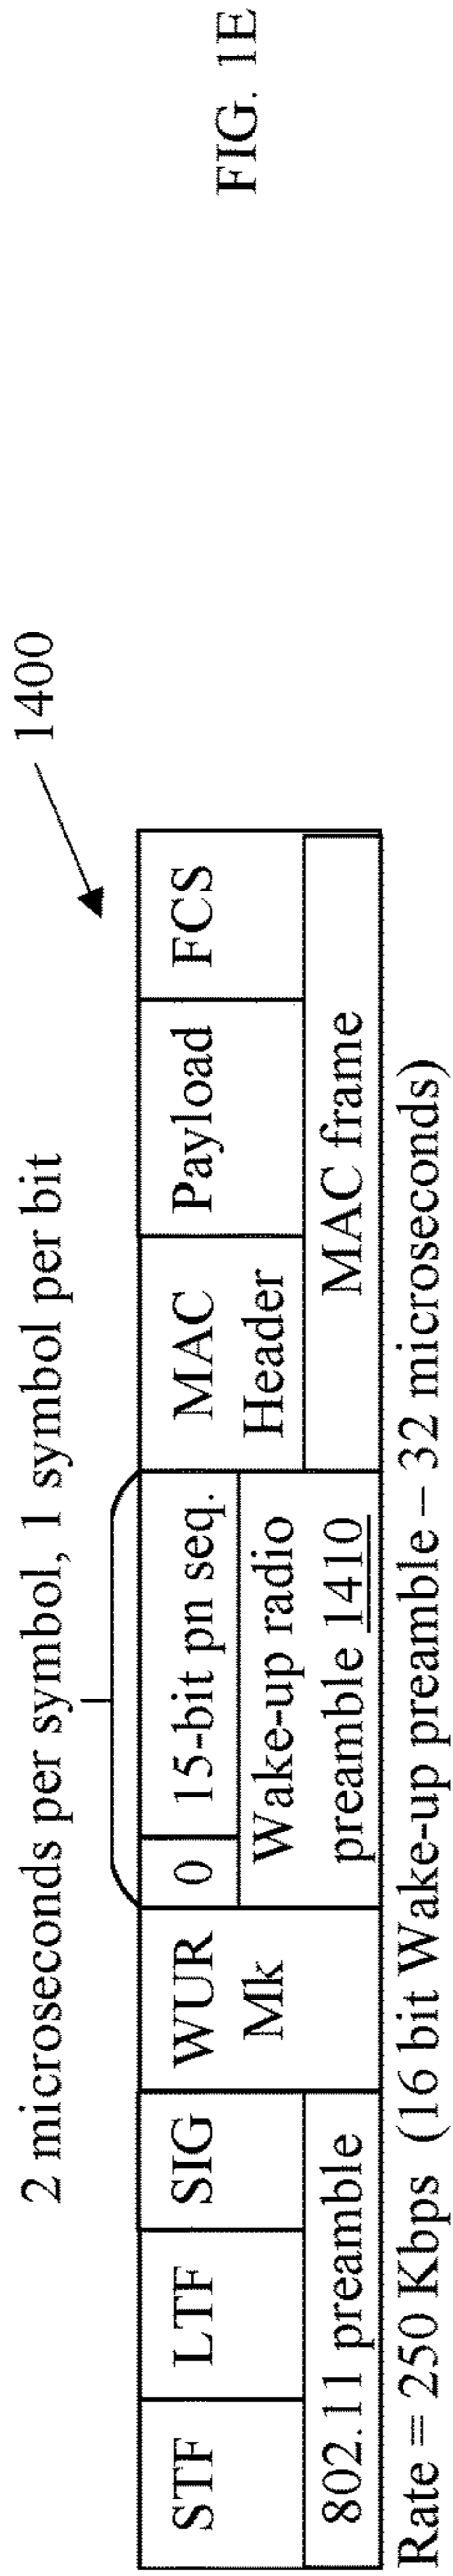 2 microseconds per symbol, 1 symbol per bit
1400
STF
LTF
SIG
802.11 preamble
WUR
Mk
0
15-bit pn seq.
Wake-up radio
preamble 1410
MAC
Header
Payload
FCS
MAC frame
Rate = 250 Kbps (16 bit Wake-up preamble – 32 microseconds)
FIG. 1E